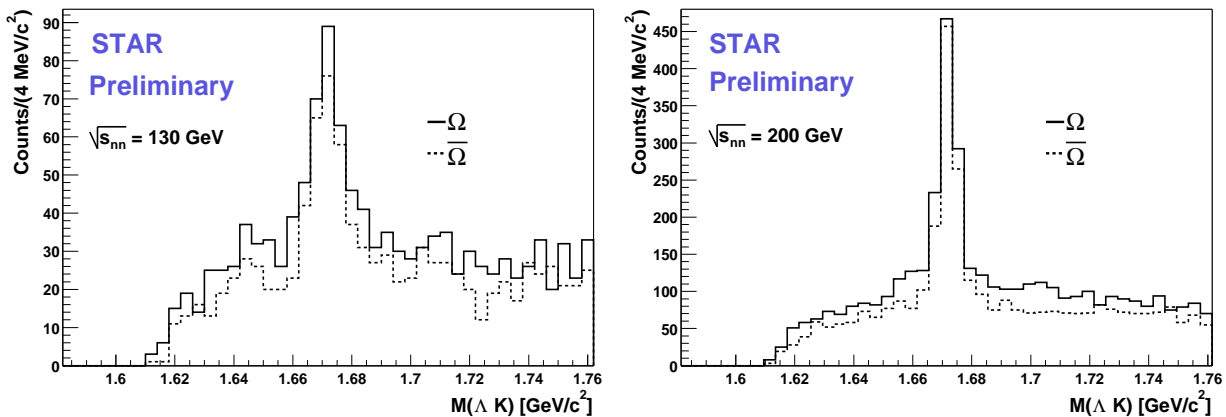 Counts/(4 MeV/c²)
90
80
70
60
50
40
30
20
10
0
STAR
Preliminary
√s_nn = 130 GeV
Ω
Ω̅
1.6 1.62 1.64 1.66 1.68 1.7 1.72 1.74 1.76
M(Λ K) [GeV/c²]
Counts/(4 MeV/c²)
450
400
350
300
250
200
150
100
50
0
STAR
Preliminary
√s_nn = 200 GeV
Ω
Ω̅
1.6 1.62 1.64 1.66 1.68 1.7 1.72 1.74 1.76
M(Λ K) [GeV/c²]